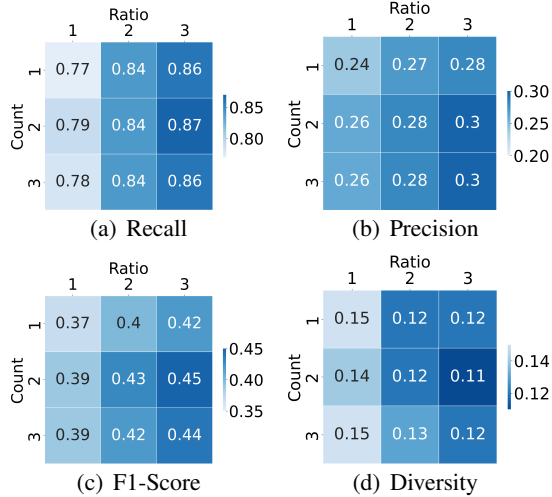 Ratio
1 2 3
Count
1 0.77 0.84 0.86
2 0.79 0.84 0.87
3 0.78 0.84 0.86
0.85
0.80
(a) Recall
Ratio
1 2 3
Count
1 0.24 0.27 0.28
2 0.26 0.28 0.3
3 0.26 0.28 0.3
0.30
0.25
0.20
(b) Precision
Ratio
1 2 3
Count
1 0.37 0.4 0.42
2 0.39 0.43 0.45
3 0.39 0.42 0.44
0.45
0.40
0.35
(c) F1-Score
Ratio
1 2 3
Count
1 0.15 0.12 0.12
2 0.14 0.12 0.11
3 0.15 0.13 0.12
0.14
0.12
(d) Diversity